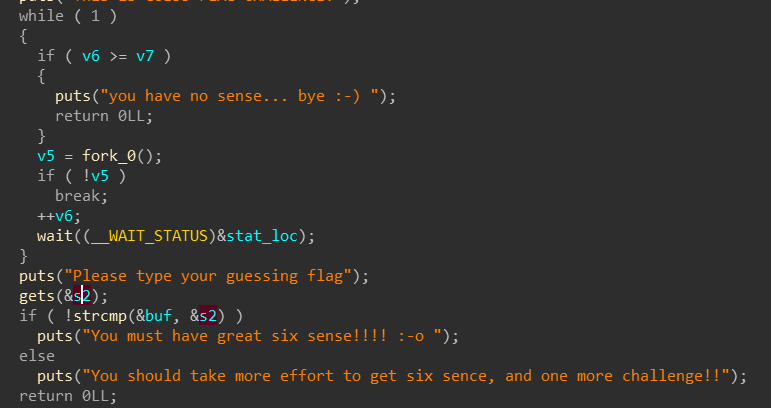 while ( 1 )
{
if ( v6 >= v7 )
{
puts("you have no sense... bye :-) ");
return 0LL;
}
v5 = fork_0();
if ( !v5 )
break;
++v6;
wait((__WAIT_STATUS)&stat_loc);
}
puts("Please type your guessing flag");
gets(&s2);
if ( !strcmp(&buf, &s2) )
puts("You must have great six sense!!!! :-o ");
else
puts("You should take more effort to get six sence, and one more challenge!!");
return 0LL;